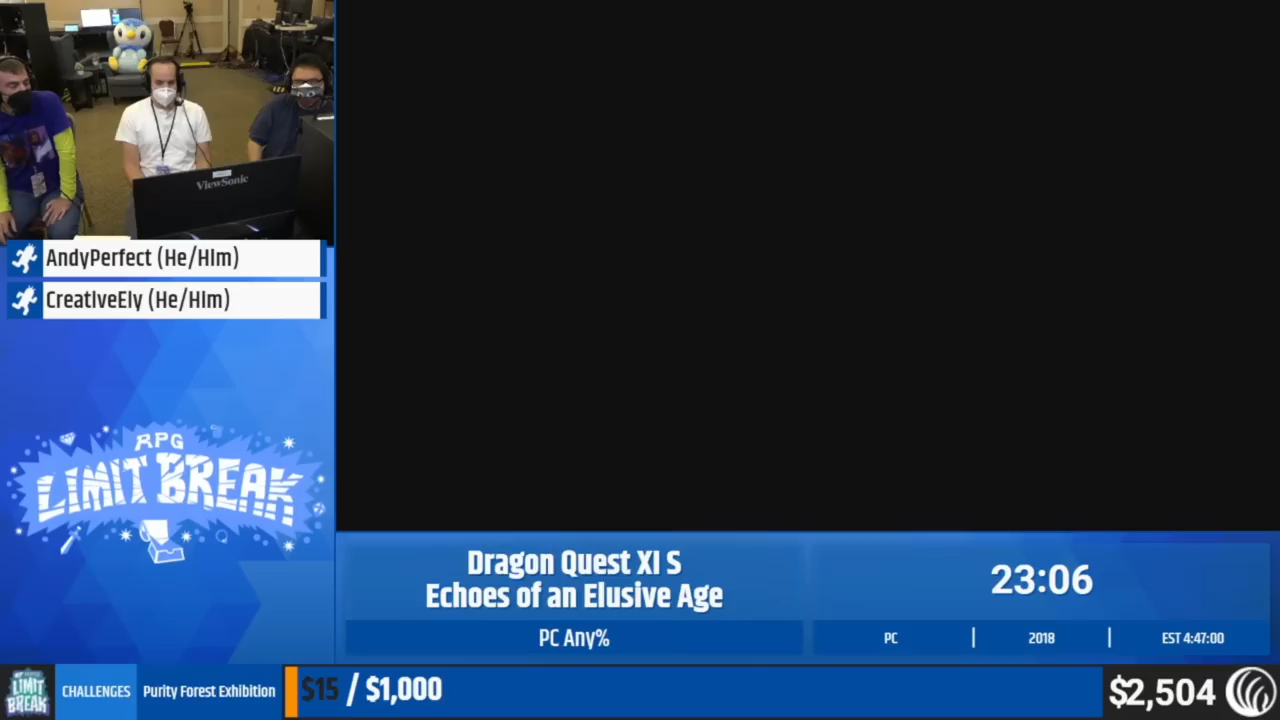 ViewSonic
AndyPerfect (He/Him)
CreatIveEly (He/Him)
RPG
LIMIT BREAK
Dragon Quest XI S
Echoes of an Elusive Age
PC Any%
23:06
PC
2018
EST 4:47:00
LIMIT
BREAK
CHALLENGES
Purity Forest Exhibition
$15 / $1,000
$2,504